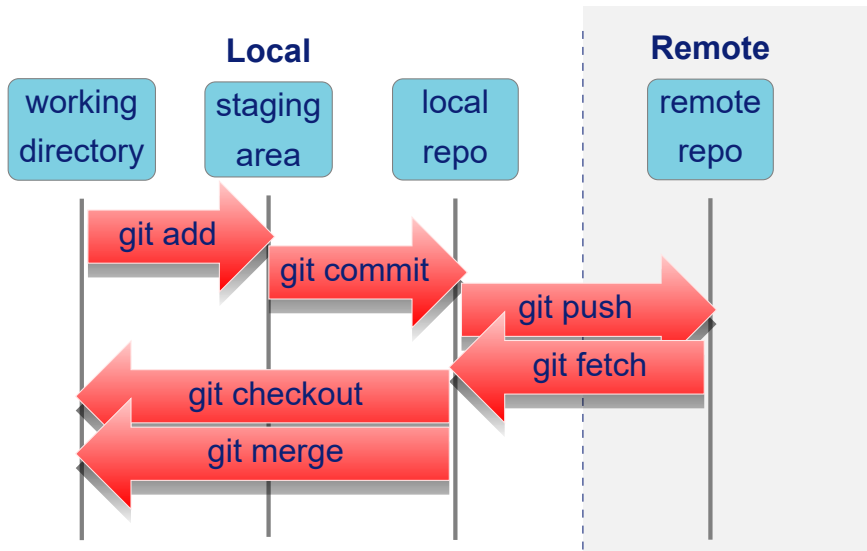 Local
Remote
working
directory
staging
area
local
repo
remote
repo
git add
git commit
git push
git fetch
git checkout
git merge